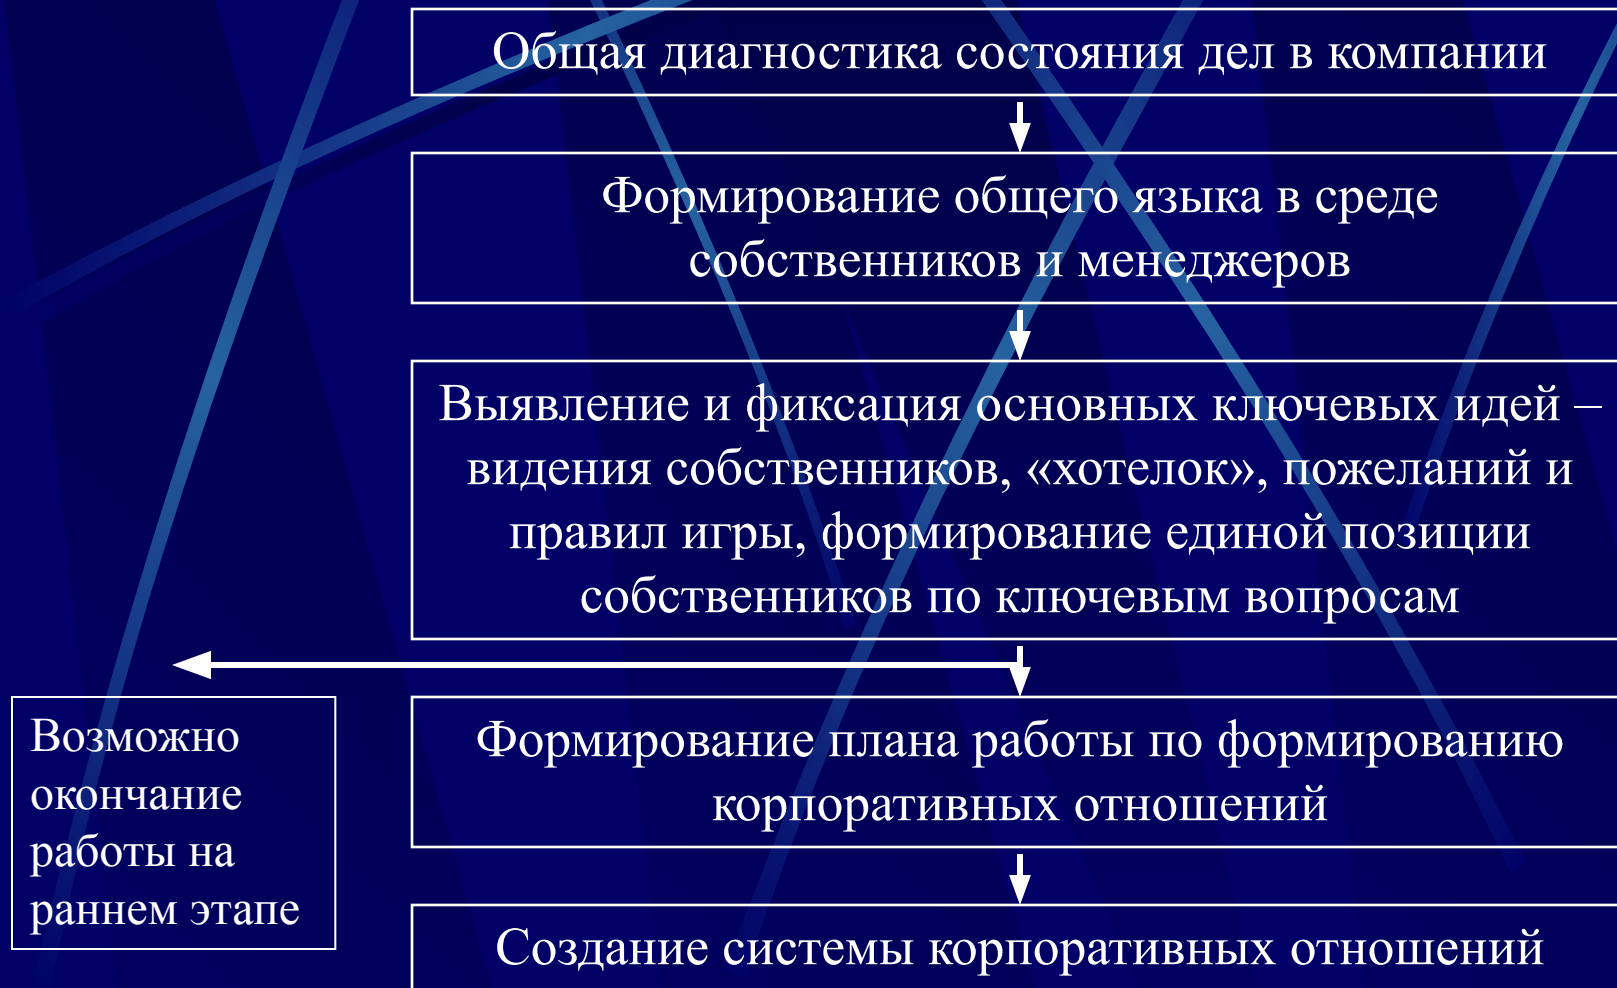 Общая диагностика состояния дел в компании
Формирование общего языка в среде
собственников и менеджеров
Выявление и фиксация основных ключевых идей –
видения собственников, «хотелок», пожеланий и
правил игры, формирование единой позиции
собственников по ключевым вопросам
Возможно
окончание
работы на
раннем этапе
Формирование плана работы по формированию
корпоративных отношений
Создание системы корпоративных отношений